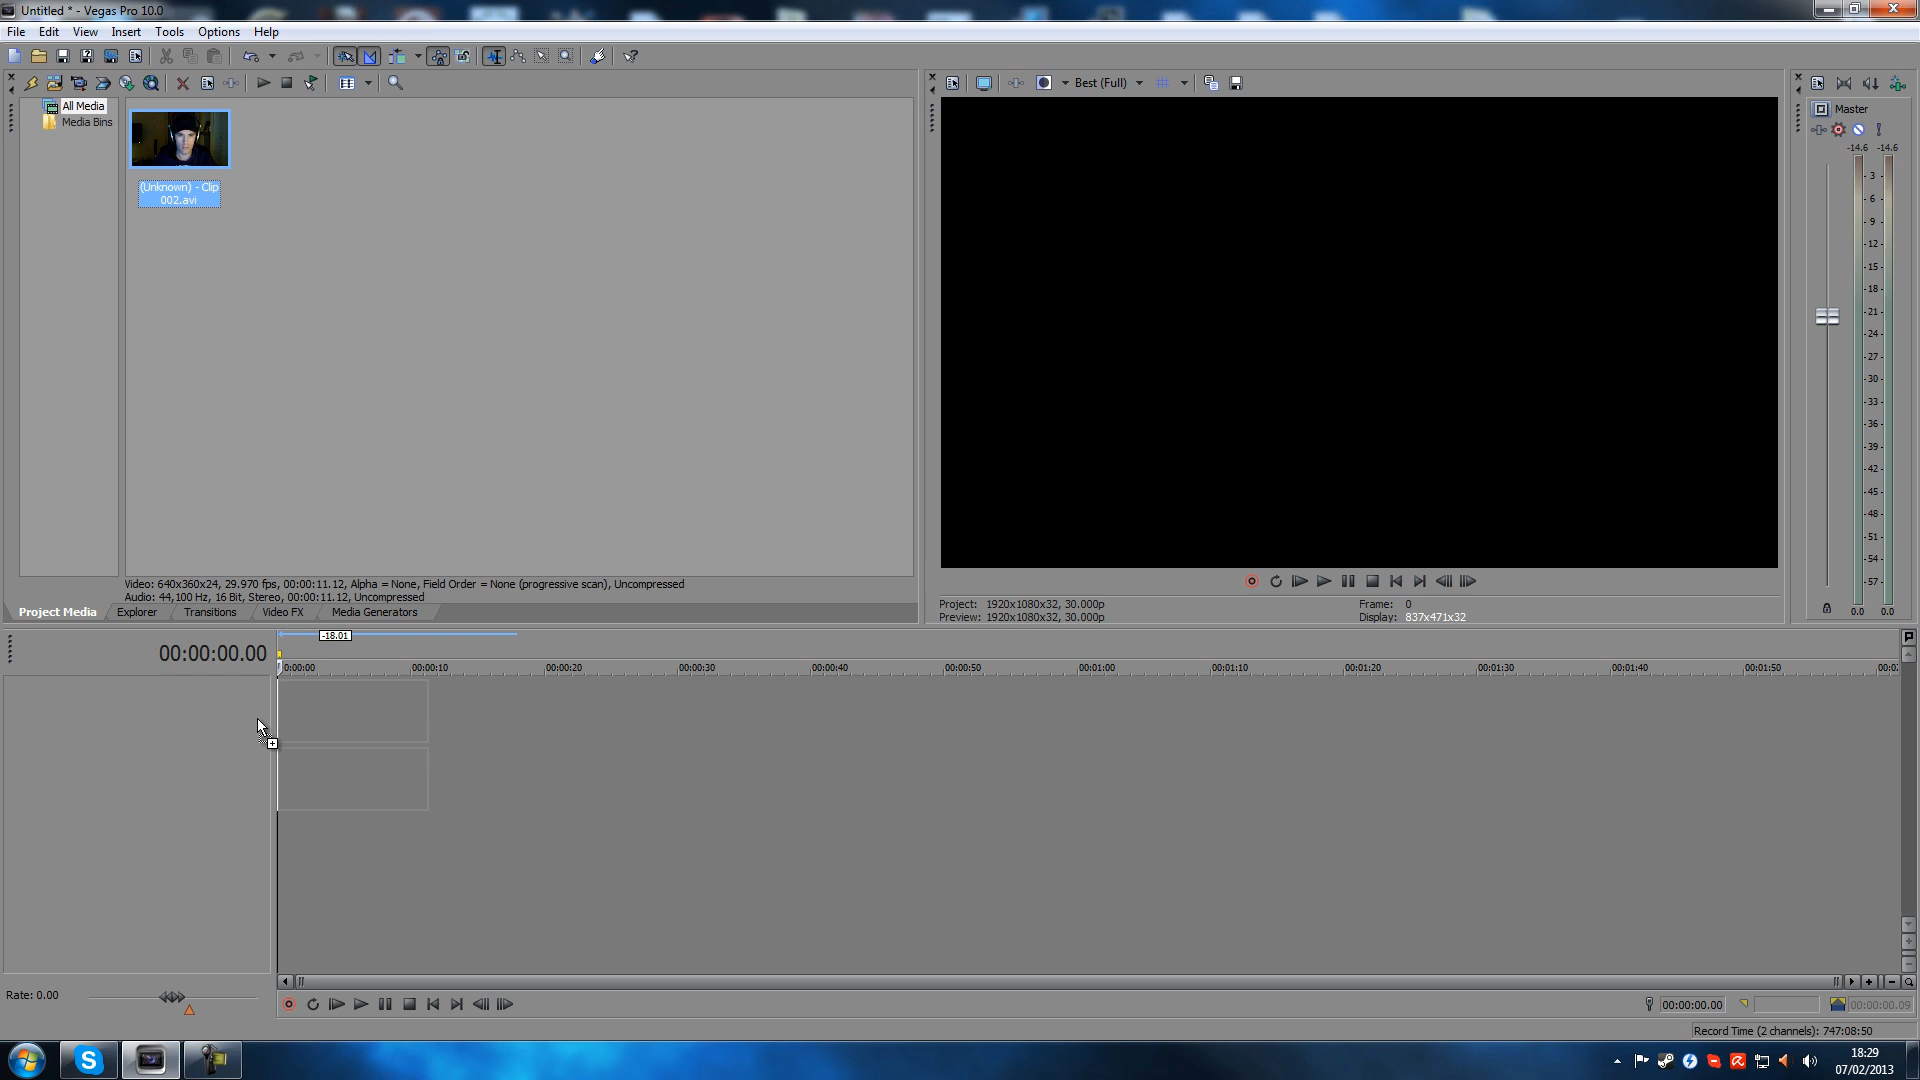 Untitled * - Vegas Pro 10.0
File Edit View Insert Tools Options Help
Best (Full)
All Media
Media Bins
(Unknown) - Clip
002.avi
Master
-14.6 -14.6
- 3 -
- 6 -
- 9 -
- 12 -
- 15 -
- 18 -
- 21 -
- 24 -
- 27 -
- 30 -
- 33 -
- 36 -
- 39 -
- 42 -
- 45 -
- 48 -
- 51 -
- 54 -
- 57 -
0.0 0.0
Video: 640x360x24, 29.970 fps, 00:00:11.12, Alpha = None, Field Order = None (progressive scan), Uncompressed
Audio: 44,100 Hz, 16 Bit, Stereo, 00:00:11.12, Uncompressed
Project Media Explorer Transitions Video FX Media Generators
Project: 1920x1080x32, 30.000p Frame: 0
Preview: 1920x1080x32, 30.000p Display: 837x471x32
-18.01
00:00:00.00
0:00:00 00:00:10 00:00:20 00:00:30 00:00:40 00:00:50 00:01:00 00:01:10 00:01:20 00:01:30 00:01:40 00:01:50 00:0
Rate: 0.00
00:00:00.00 00:00:00.09
Record Time (2 channels): 747:08:50
18:29
07/02/2013